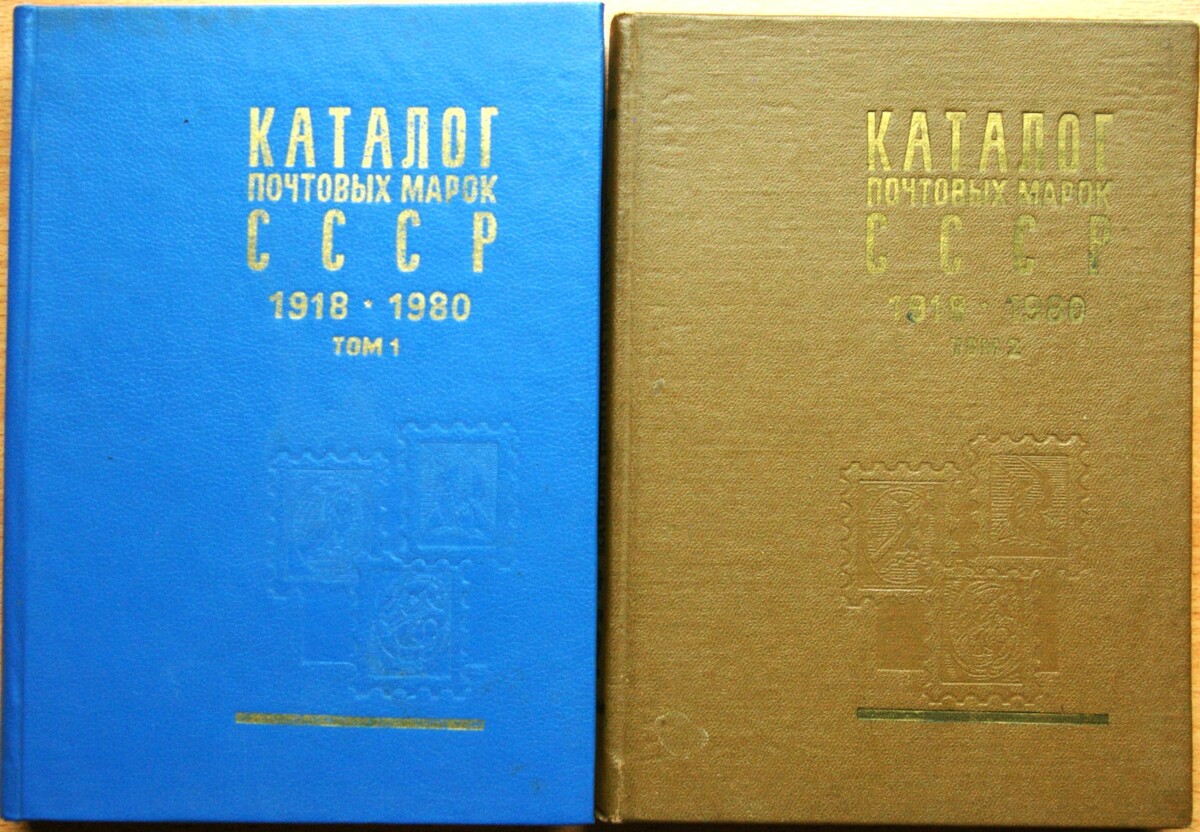 КАТАЛОГ
ПОЧТОВЫХ МАРОК
СССР
1918 • 1980
ТОМ 1
КАТАЛОГ
ПОЧТОВЫХ МАРОК
СССР
1918 • 1980
ТОМ 2